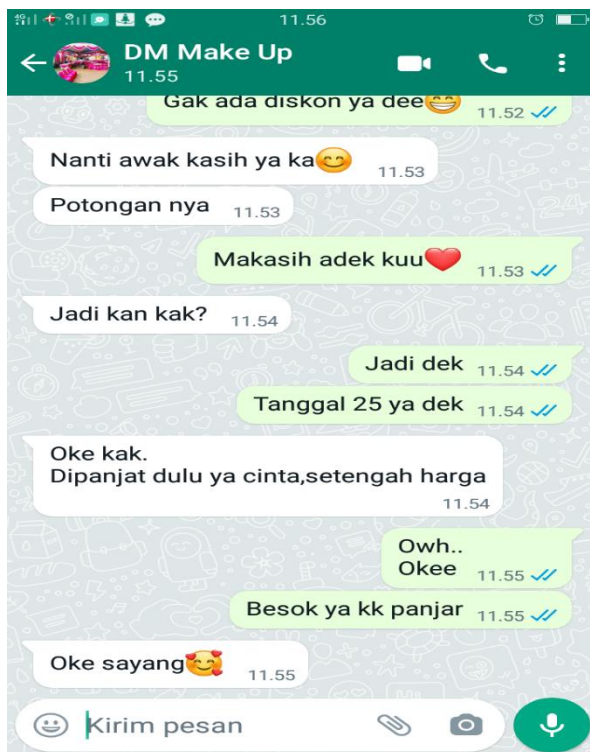 11.56
DM Make Up
11.55
Gak ada diskon ya dee😁 11.52
Nanti awak kasih ya ka😊 11.53
Potongan nya 11.53
Makasih adek kuu❤️ 11.53
Jadi kan kak? 11.54
Jadi dek 11.54
Tanggal 25 ya dek 11.54
Oke kak.
Dipanjat dulu ya cinta,setengah harga
11.54
Owh..
Okee 11.55
Besok ya kk panjar 11.55
Oke sayang🥰 11.55
Kirim pesan